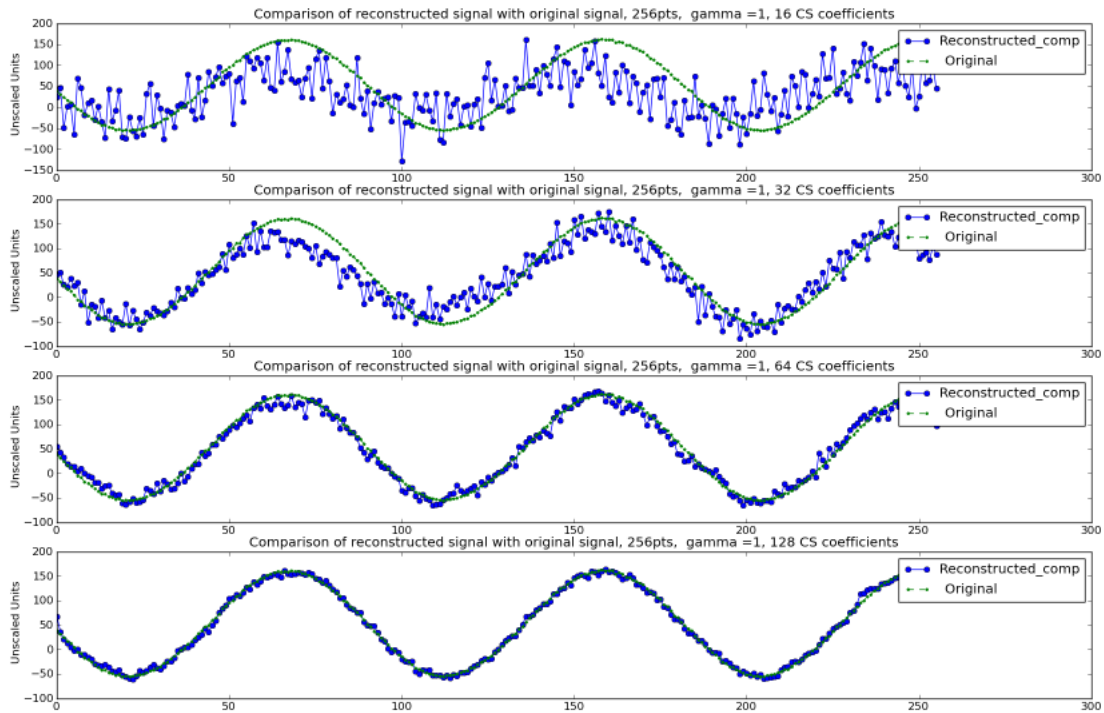 Comparison of reconstructed signal with original signal, 256pts,  gamma =1, 16 CS coefficients
Unscaled Units
200
150
100
50
0
−50
−100
−150
Reconstructed_comp
Original
0 50 100 150 200 250 300
Comparison of reconstructed signal with original signal, 256pts,  gamma =1, 32 CS coefficients
Unscaled Units
200
150
100
50
0
−50
−100
Reconstructed_comp
Original
0 50 100 150 200 250 300
Comparison of reconstructed signal with original signal, 256pts,  gamma =1, 64 CS coefficients
Unscaled Units
200
150
100
50
0
−50
−100
Reconstructed_comp
Original
0 50 100 150 200 250 300
Comparison of reconstructed signal with original signal, 256pts,  gamma =1, 128 CS coefficients
Unscaled Units
200
150
100
50
0
−50
−100
Reconstructed_comp
Original
0 50 100 150 200 250 300